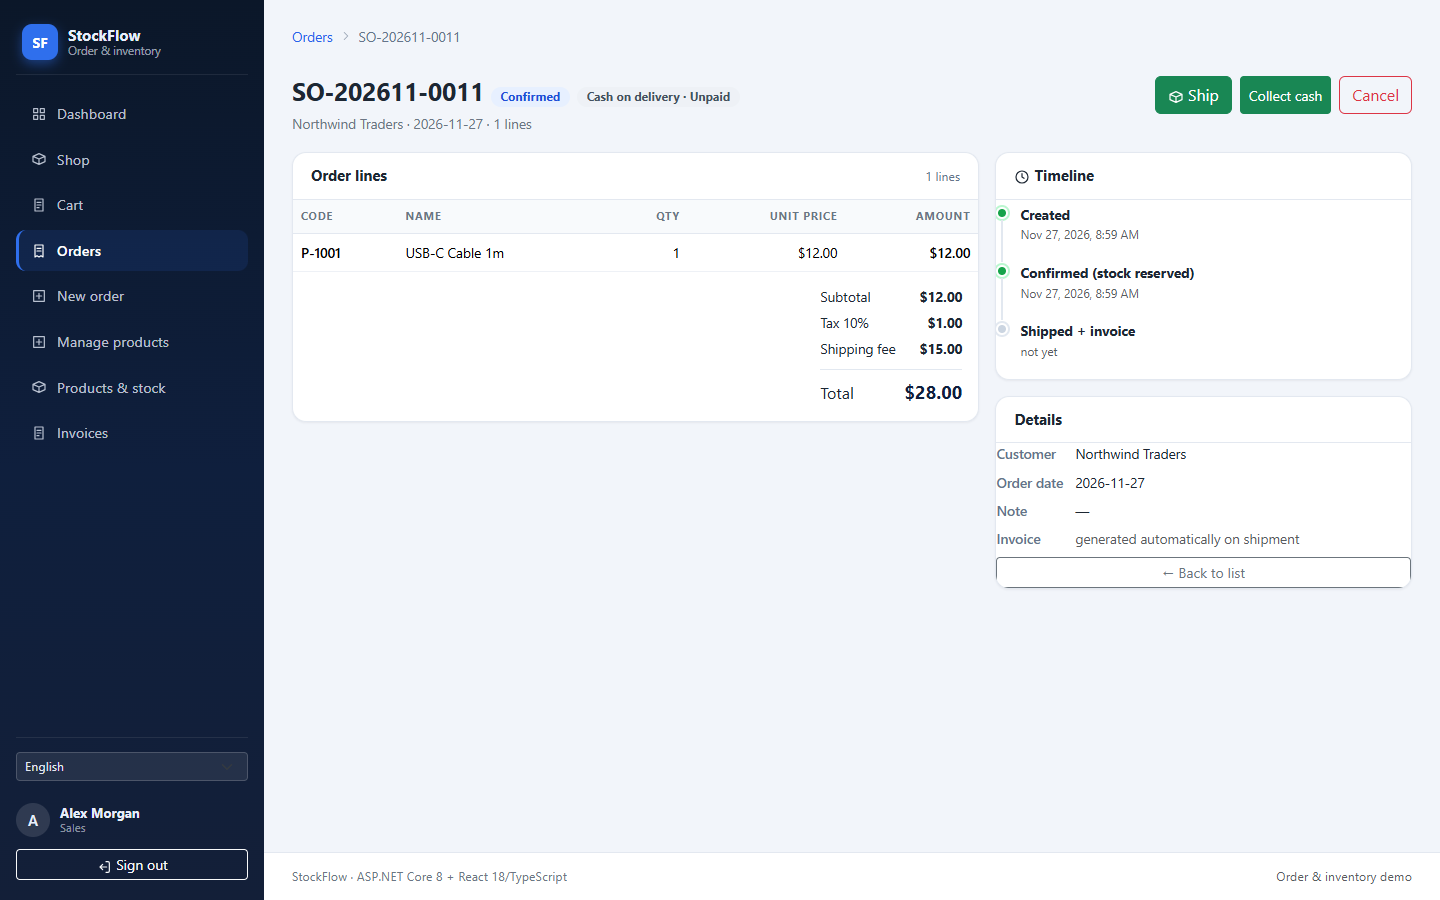 SF
StockFlow
Order & inventory
Dashboard
Shop
Cart
Orders
New order
Manage products
Products & stock
Invoices
English
A
Alex Morgan
Sales
Sign out
Orders > SO-202611-0011
SO-202611-0011 Confirmed Cash on delivery · Unpaid
Northwind Traders · 2026-11-27 · 1 lines
Ship Collect cash Cancel
Order lines 1 lines
CODE NAME QTY UNIT PRICE AMOUNT
P-1001 USB-C Cable 1m 1 $12.00 $12.00
Subtotal $12.00
Tax 10% $1.00
Shipping fee $15.00
Total $28.00
Timeline
Created
Nov 27, 2026, 8:59 AM
Confirmed (stock reserved)
Nov 27, 2026, 8:59 AM
Shipped + invoice
not yet
Details
Customer Northwind Traders
Order date 2026-11-27
Note —
Invoice generated automatically on shipment
← Back to list
StockFlow · ASP.NET Core 8 + React 18/TypeScript
Order & inventory demo